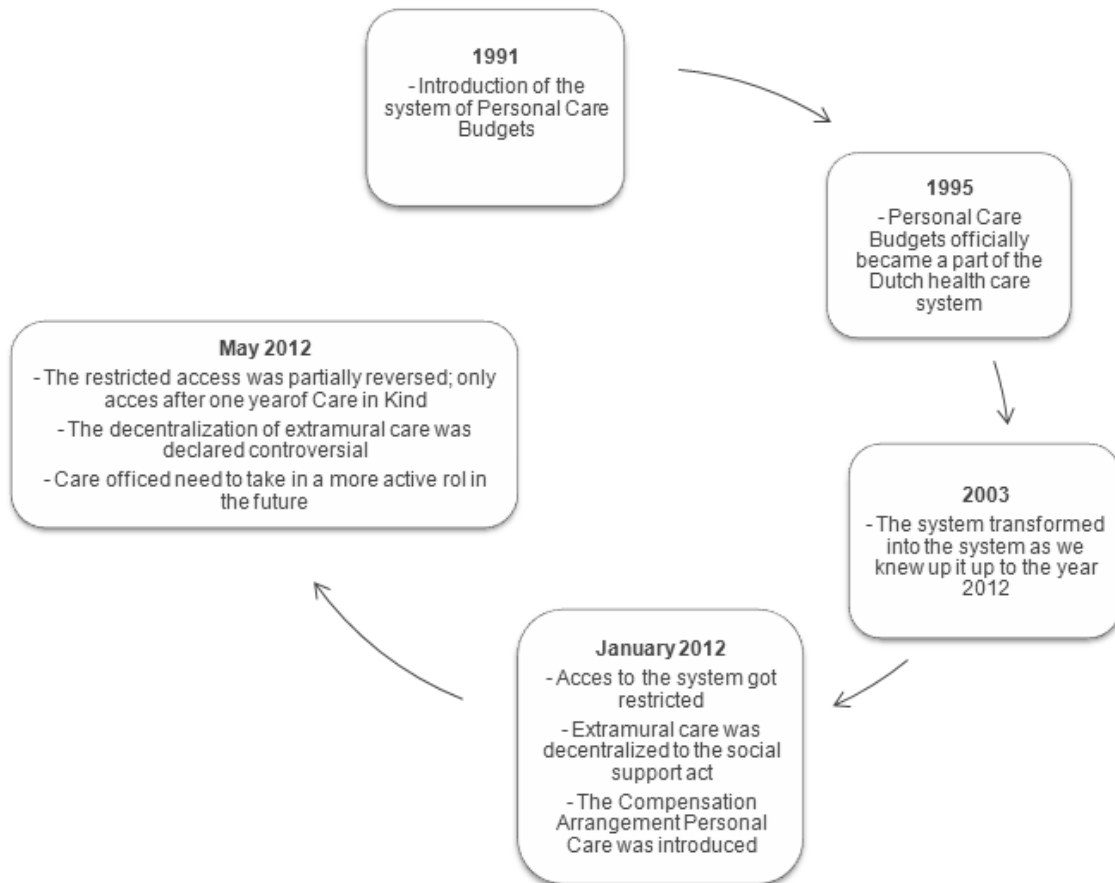 1991
- Introduction of the
system of Personal Care
Budgets
1995
- Personal Care
Budgets officially
became a part of the
Dutch health care
system
2003
- The system transformed
into the system as we
knew up it up to the year
2012
January 2012
- Acces to the system got
restricted
- Extramural care was
decentralized to the social
support act
- The Compensation
Arrangement Personal
Care was introduced
May 2012
- The restricted access was partially reversed; only
acces after one yearof Care in Kind
- The decentralization of extramural care was
declared controversial
- Care officed need to take in a more active rol in
the future